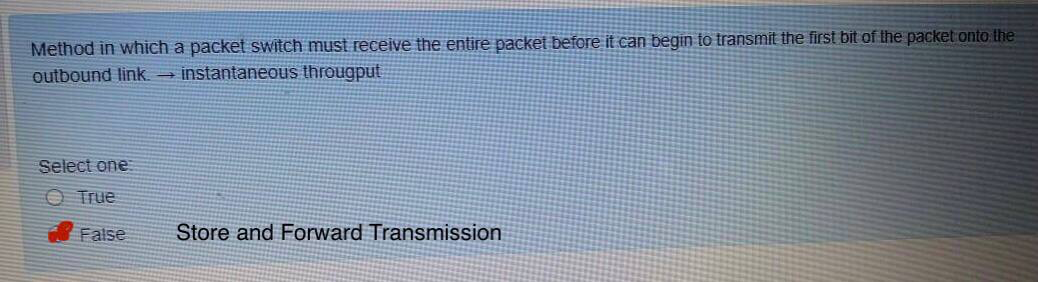 Method in which a packet switch must receive the entire packet before it can begin to transmit the first bit of the packet onto the
outbound link. → instantaneous througput
Select one:
True
False Store and Forward Transmission